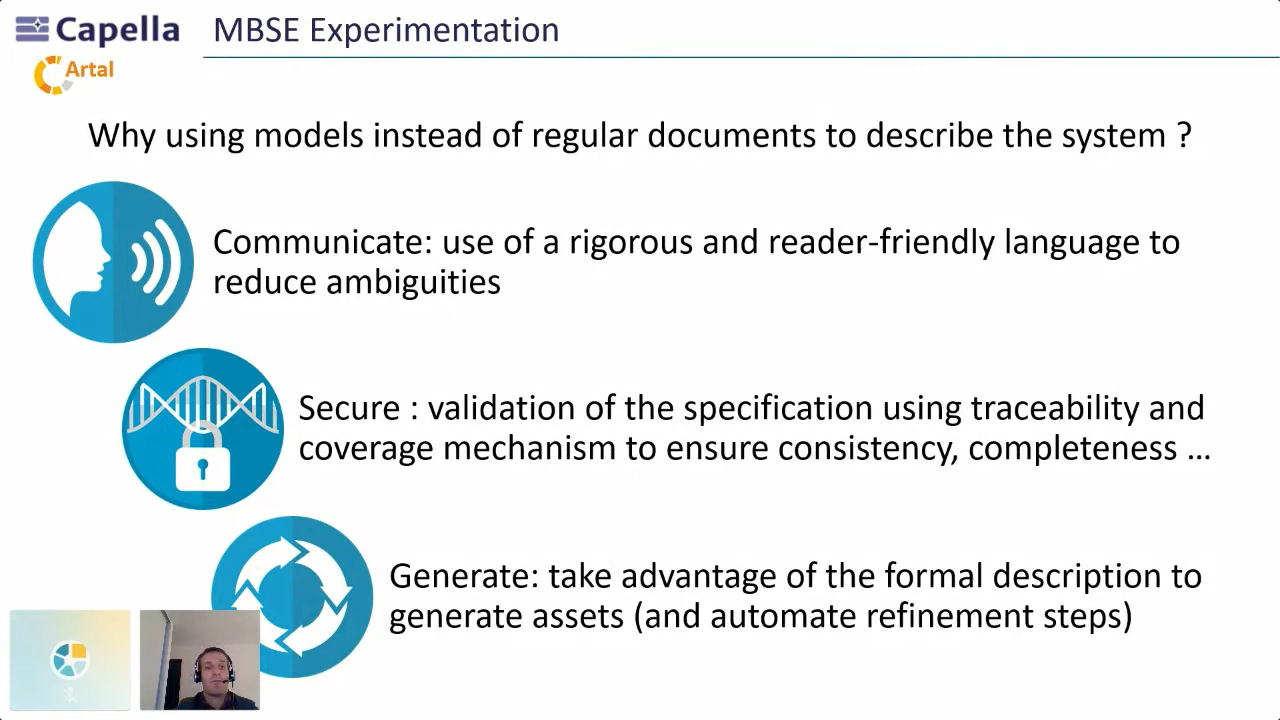 Capella
MBSE Experimentation
Artal
Why using models instead of regular documents to describe the system ?
Communicate: use of a rigorous and reader-friendly language to
reduce ambiguities
Secure : validation of the specification using traceability and
coverage mechanism to ensure consistency, completeness ...
Generate: take advantage of the formal description to
generate assets (and automate refinement steps)